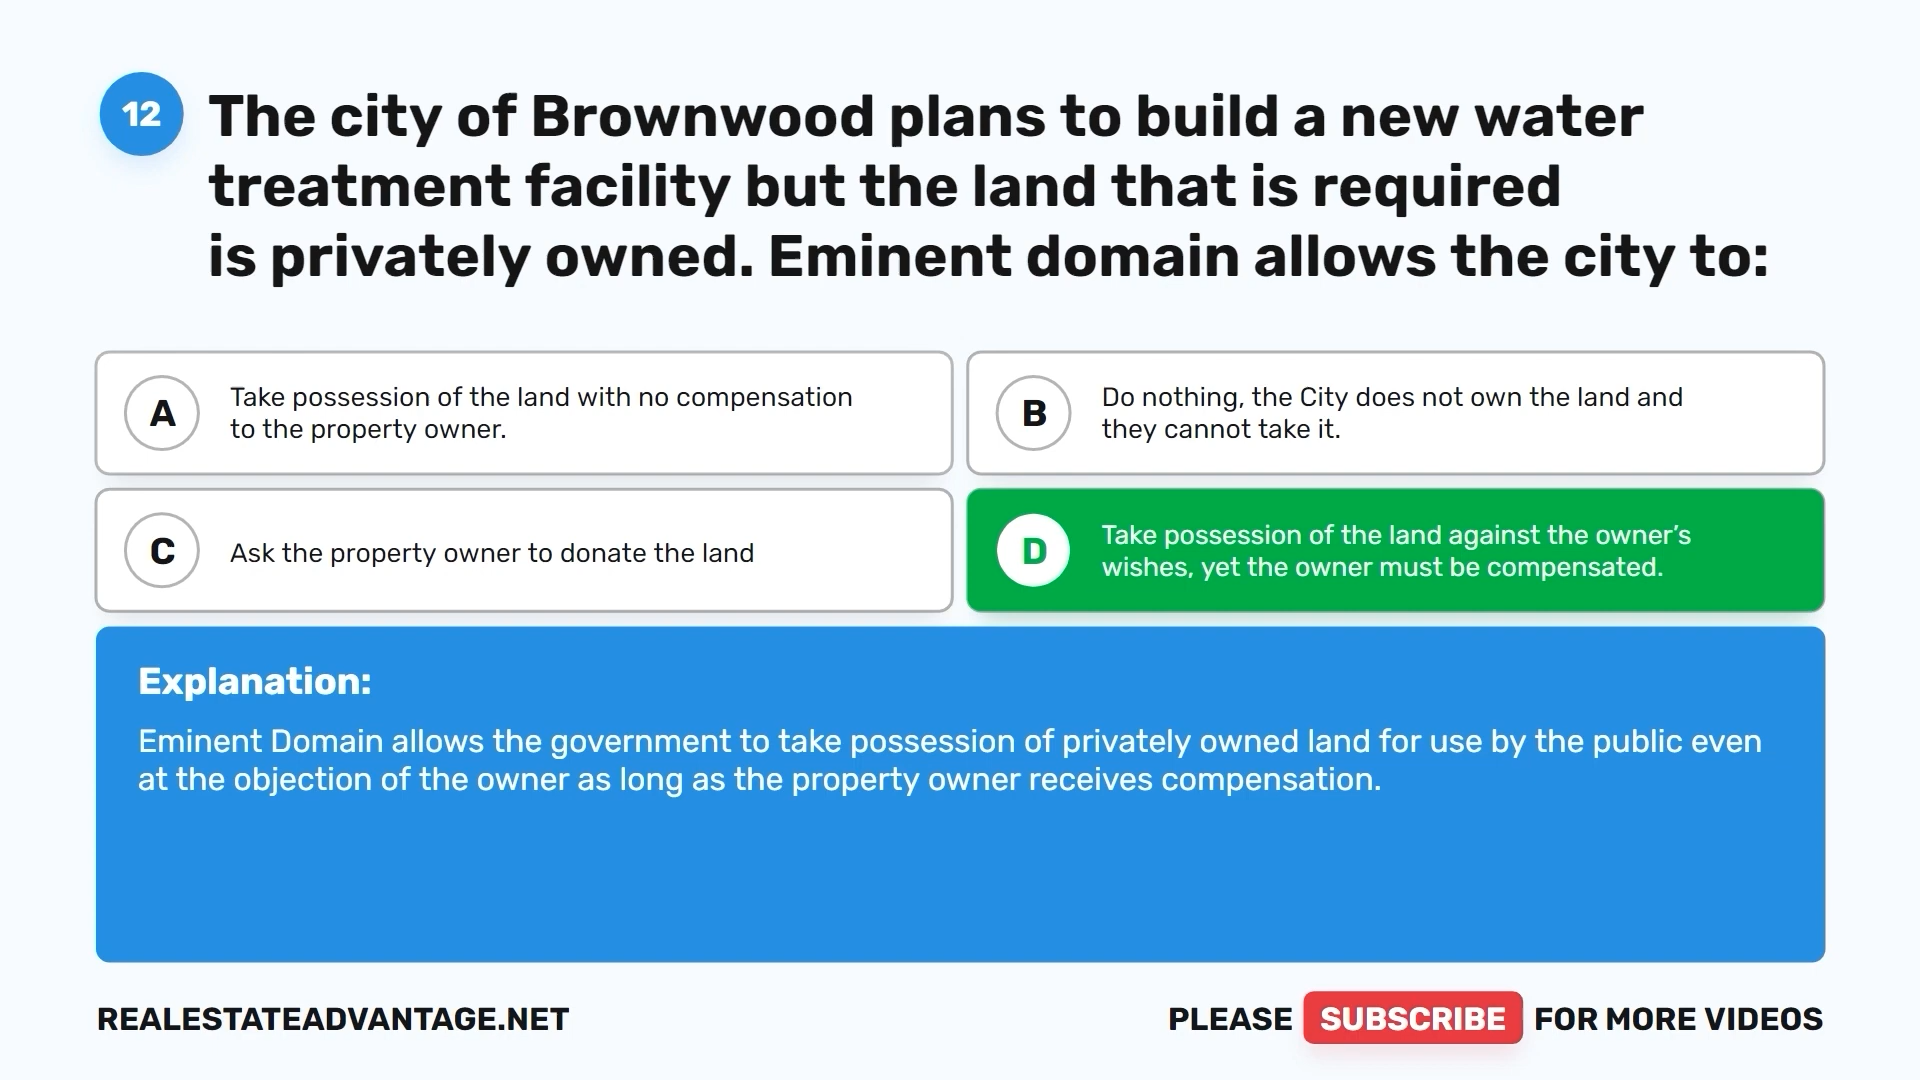 12
The city of Brownwood plans to build a new water
treatment facility but the land that is required
is privately owned. Eminent domain allows the city to:
A
Take possession of the land with no compensation
to the property owner.
B
Do nothing, the City does not own the land and
they cannot take it.
C
Ask the property owner to donate the land
D
Take possession of the land against the owner’s
wishes, yet the owner must be compensated.
Explanation:
Eminent Domain allows the government to take possession of privately owned land for use by the public even
at the objection of the owner as long as the property owner receives compensation.
REALESTATEADVANTAGE.NET
PLEASE SUBSCRIBE FOR MORE VIDEOS